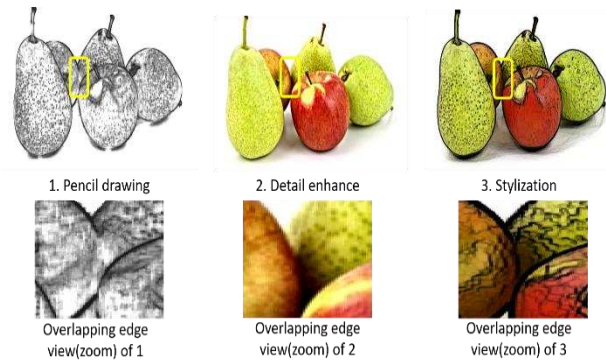 1. Pencil drawing
2. Detail enhance
3. Stylization
Overlapping edge
view(zoom) of 1
Overlapping edge
view(zoom) of 2
Overlapping edge
view(zoom) of 3